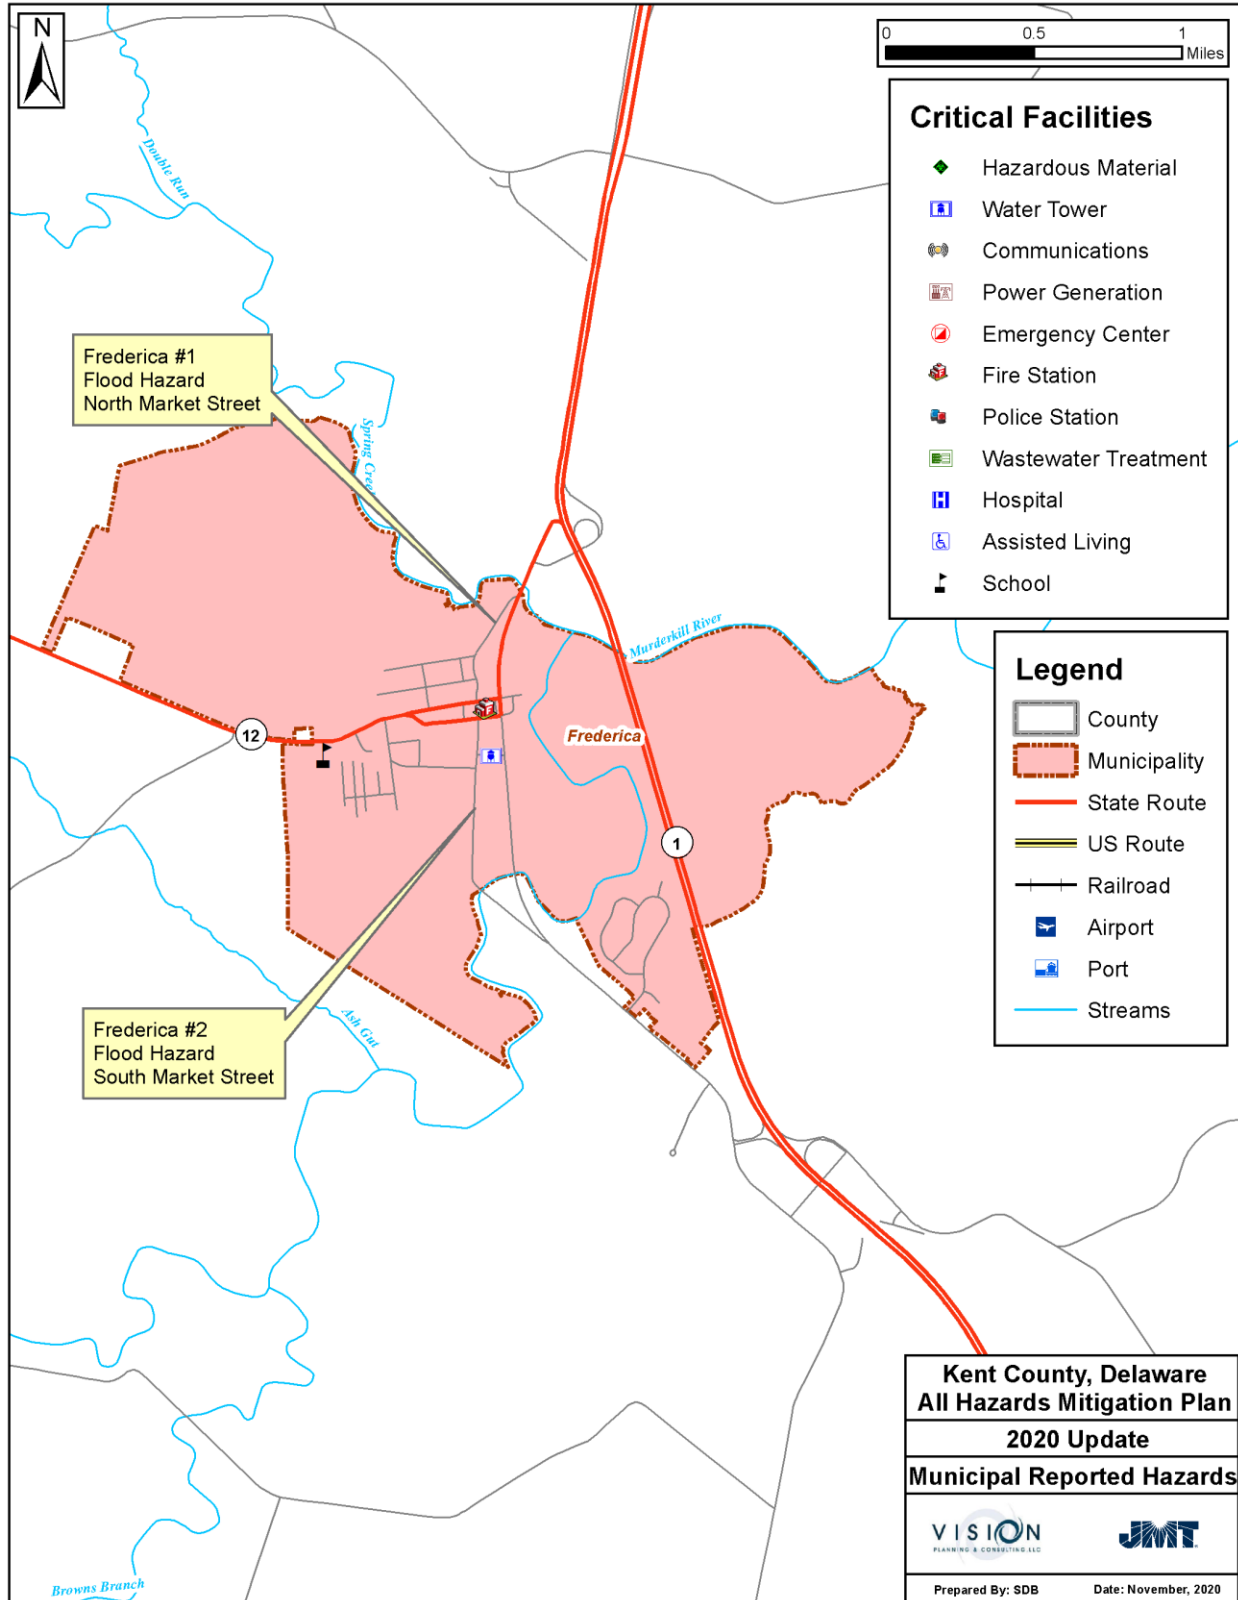 N
0 0.5 1
Miles
Critical Facilities
Hazardous Material
Water Tower
Communications
Power Generation
Emergency Center
Fire Station
Police Station
Wastewater Treatment
Hospital
Assisted Living
School
Legend
County
Municipality
State Route
US Route
Railroad
Airport
Port
Streams
Double Run
Frederica #1
Flood Hazard
North Market Street
Spring Creek
Murderkill River
Frederica
12
1
Frederica #2
Flood Hazard
South Market Street
Ash Gut
Browns Branch
Kent County, Delaware
All Hazards Mitigation Plan
2020 Update
Municipal Reported Hazards
VISION
PLANNING & CONSULTING, LLC
JMT
Prepared By: SDB Date: November, 2020